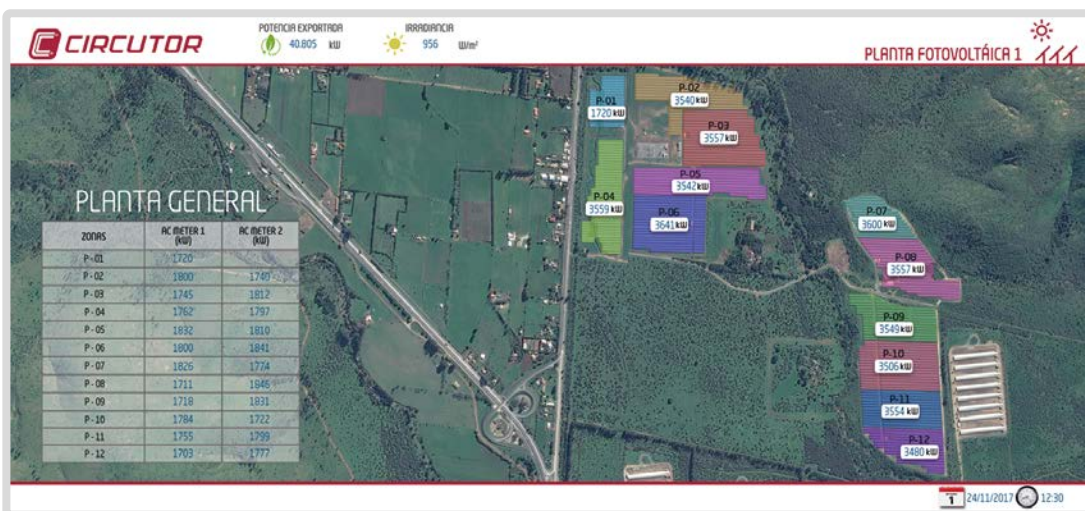 CIRCUTOR
POTENCIA EXPORTADA
40.805 kW
IRRADIANCIA
956 W/m²
PLANTA FOTOVOLTÁICA 1
P-01
1720 kW
P-02
3540 kW
P-03
3557 kW
P-04
3559 kW
P-05
3542 kW
P-06
3641 kW
P-07
3600 kW
P-08
3557 kW
P-09
3549 kW
P-10
3506 kW
P-11
3554 kW
P-12
3480 kW
PLANTA GENERAL
ZONAS AC METER 1 (kW) AC METER 2 (kW)
P-01 1720
P-02 1800 1740
P-03 1745 1812
P-04 1762 1797
P-05 1832 1810
P-06 1800 1841
P-07 1826 1774
P-08 1711 1846
P-09 1718 1831
P-10 1784 1722
P-11 1755 1799
P-12 1703 1777
1 24/11/2017 12:30